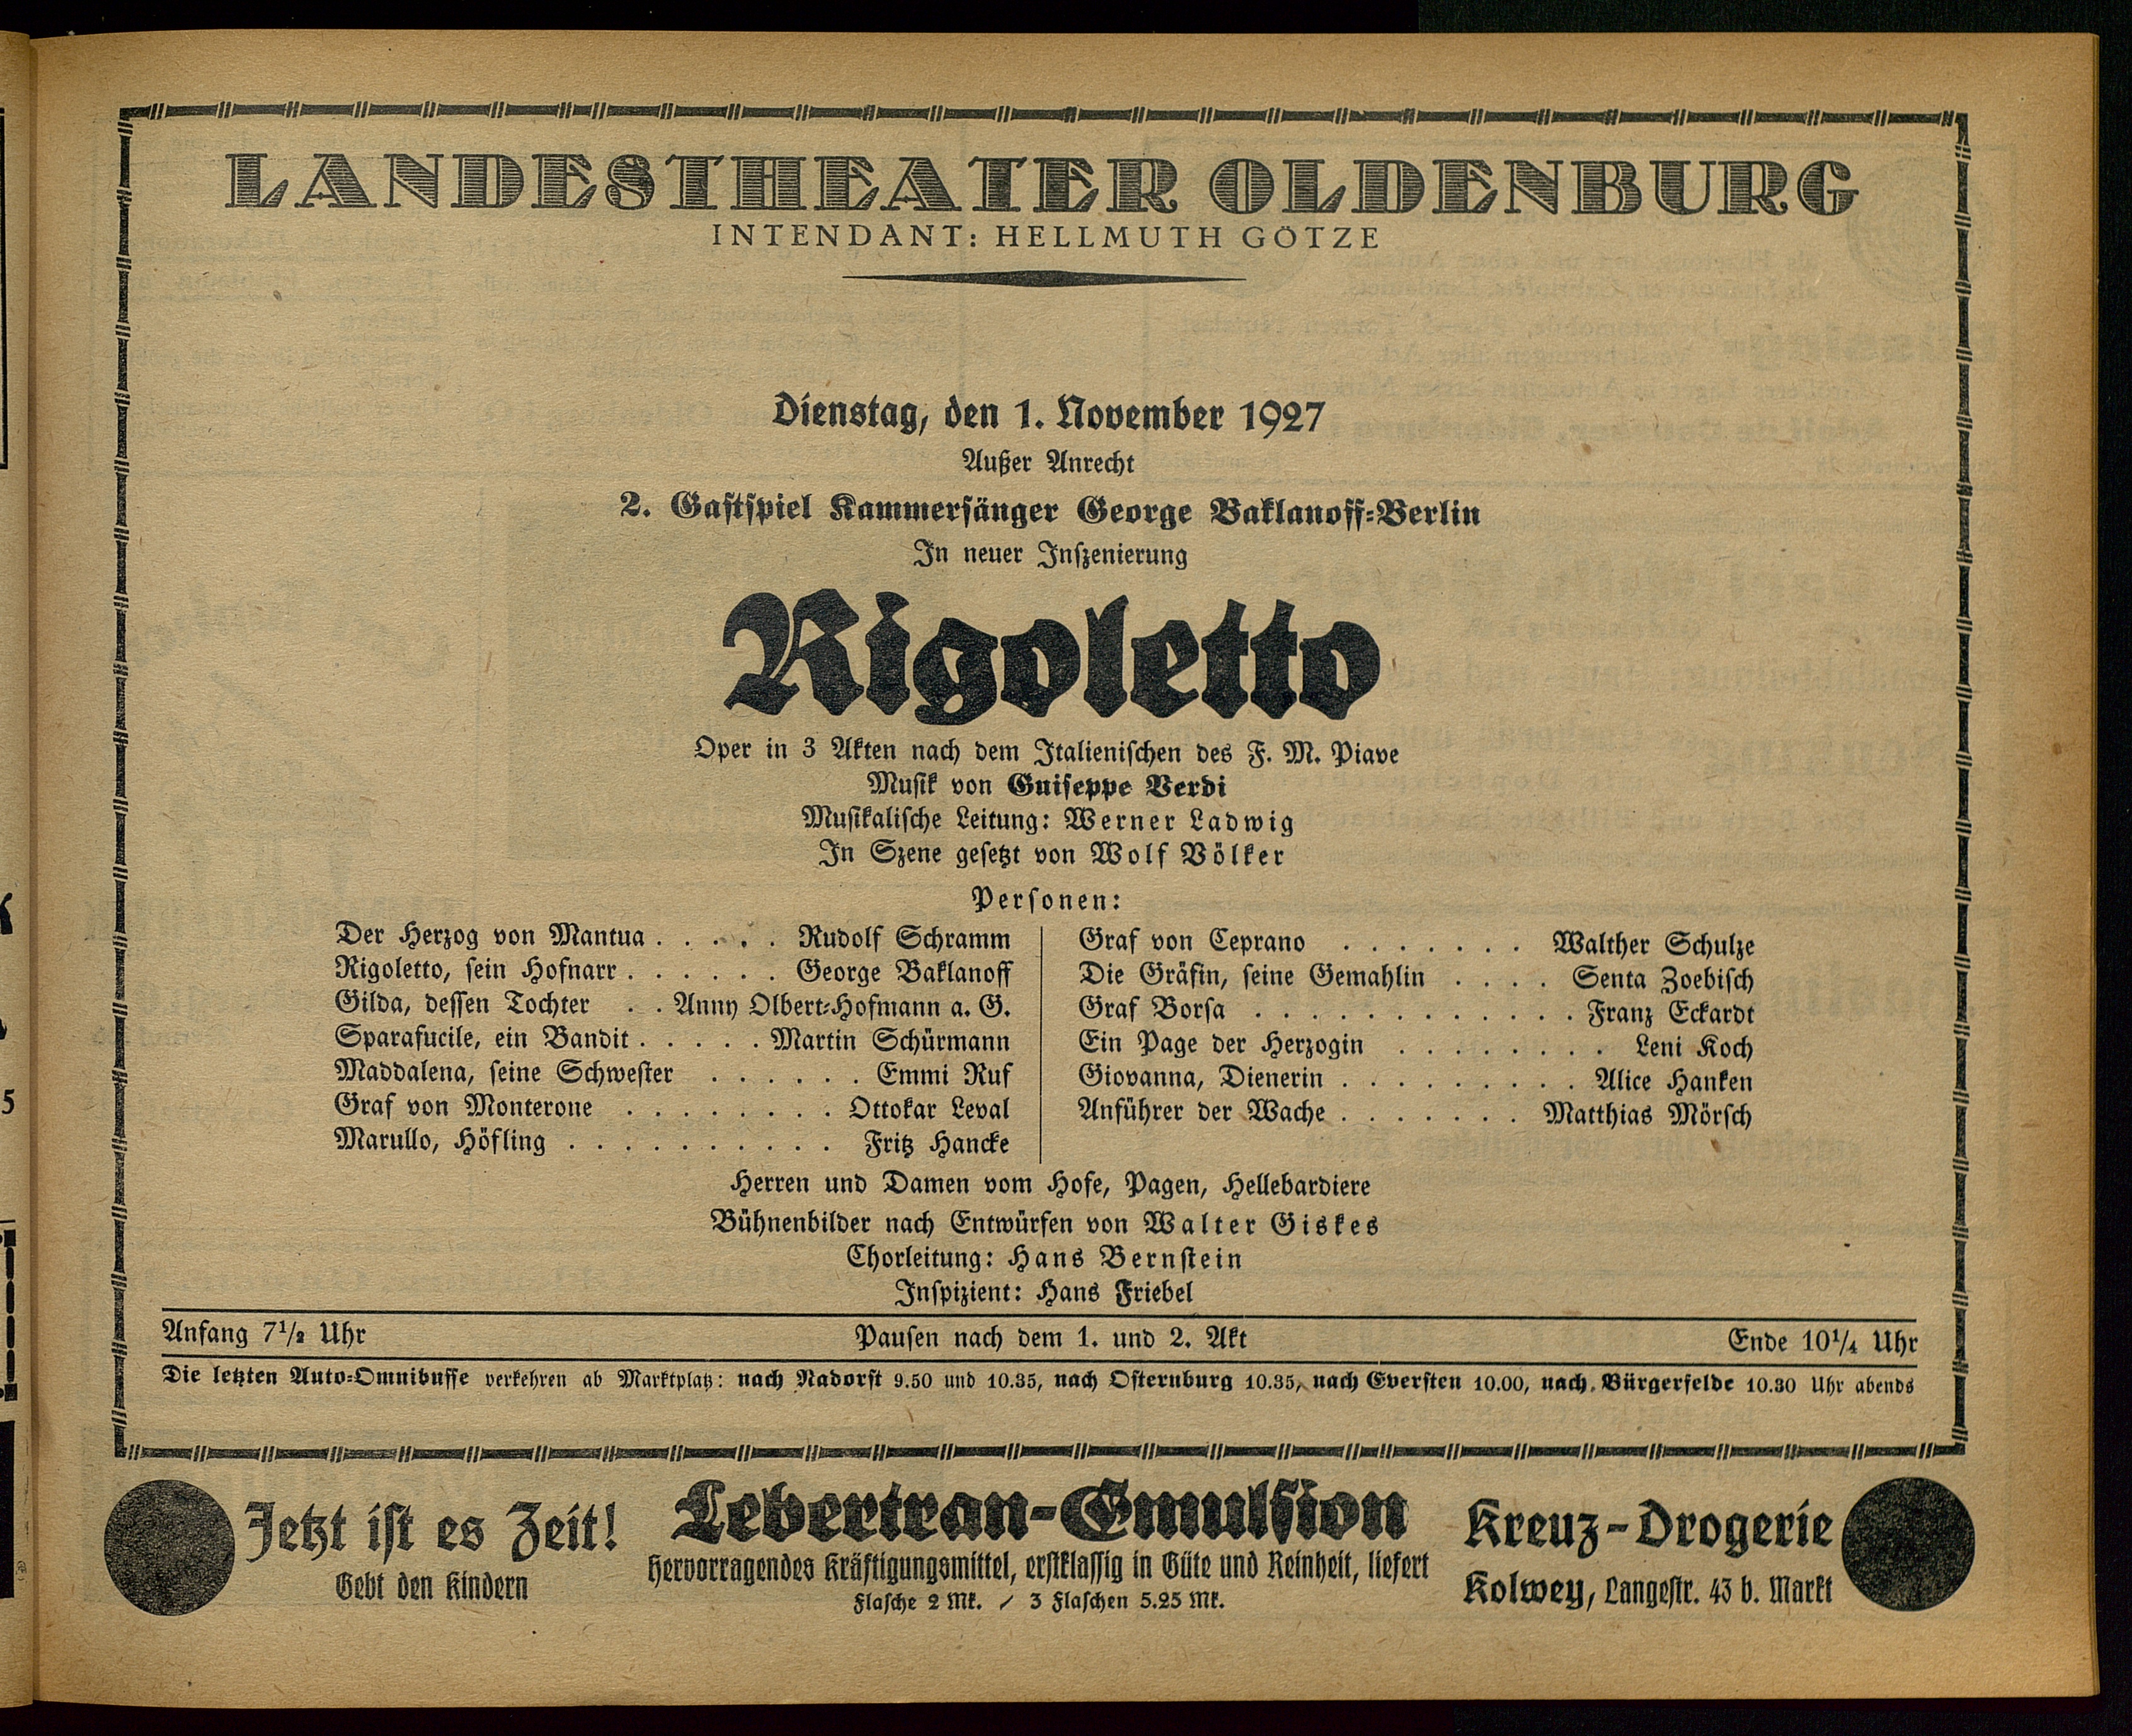 LANDESTHEATER OLDENBURG
INTENDANT: HELLMUTH GÖTZE
Dienstag, den 1. November 1927
Außer Anrecht
2. Gastspiel Kammersänger George Baklanoff-Berlin
In neuer Inszenierung
Rigoletto
Oper in 3 Akten nach dem Italienischen des F. M. Piave
Musik von Guiseppe Verdi
Musikalische Leitung: Werner Ladwig
In Szene gesetzt von Wolf Völker
Personen:
Der Herzog von Mantua . . . . . Rudolf Schramm
Rigoletto, sein Hofnarr . . . . . . George Baklanoff
Gilda, dessen Tochter . . Anny Olbert-Hofmann a. G.
Sparafucile, ein Bandit . . . . . Martin Schürmann
Maddalena, seine Schwester . . . . . . Emmi Ruf
Graf von Monterone . . . . . . . . Ottokar Leval
Marullo, Höfling . . . . . . . . . . Fritz Hancke
Graf von Ceprano . . . . . . . Walther Schulze
Die Gräfin, seine Gemahlin . . . . Senta Zoebisch
Graf Borsa . . . . . . . . . . . . Franz Eckardt
Ein Page der Herzogin . . . . . . . . Leni Koch
Giovanna, Dienerin . . . . . . . . . Alice Hanken
Anführer der Wache . . . . . . . Matthias Mörsch
Herren und Damen vom Hofe, Pagen, Hellebardiere
Bühnenbilder nach Entwürfen von Walter Giskes
Chorleitung: Hans Bernstein
Inspizient: Hans Friebel
Anfang 7½ Uhr Pausen nach dem 1. und 2. Akt Ende 10¼ Uhr
Die letzten Auto-Omnibusse verkehren ab Marktplatz: nach Nadorst 9.50 und 10.35, nach Osternburg 10.35, nach Eversten 10.00, nach Bürgerfelde 10.30 Uhr abends
Jetzt ist es Zeit!
Gebt den Kindern
Lebertran-Emulsion
Hervorragendes Kräftigungsmittel, erstklassig in Güte und Reinheit, liefert
Flasche 2 Mk. / 3 Flaschen 5.25 Mk.
Kreuz-Drogerie
Kolwey, Langestr. 43 b. Markt